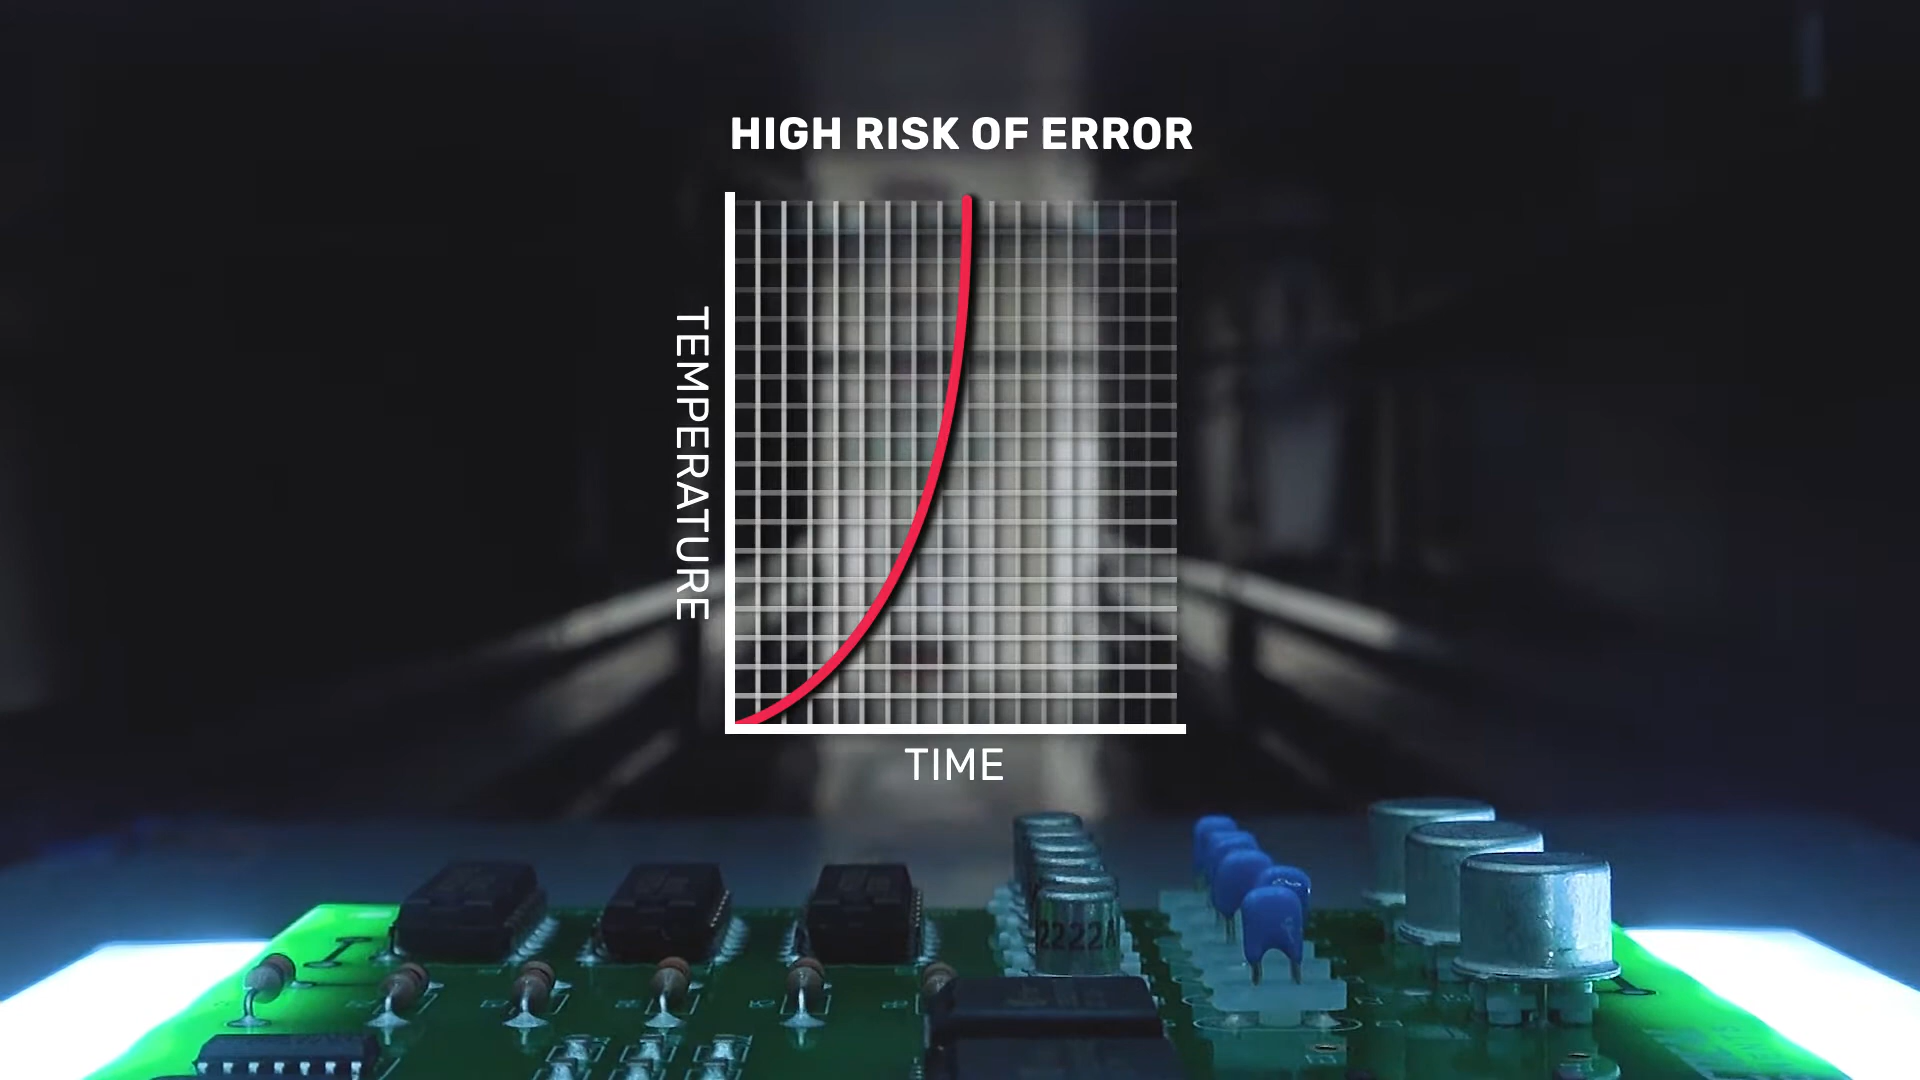 HIGH RISK OF ERROR
TEMPERATURE
TIME
2222A